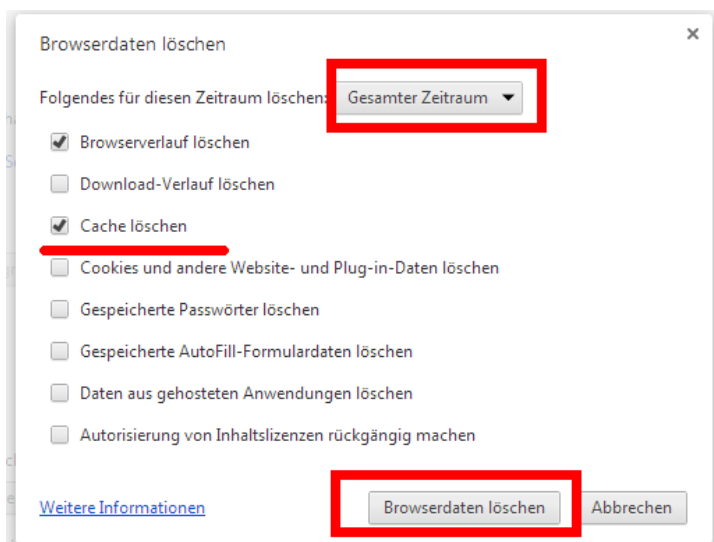 Browserdaten löschen
Folgendes für diesen Zeitraum löschen: Gesamter Zeitraum
Browserverlauf löschen
Download-Verlauf löschen
Cache löschen
Cookies und andere Website- und Plug-in-Daten löschen
Gespeicherte Passwörter löschen
Gespeicherte AutoFill-Formulardaten löschen
Daten aus gehosteten Anwendungen löschen
Autorisierung von Inhaltslizenzen rückgängig machen
Weitere Informationen Browserdaten löschen Abbrechen